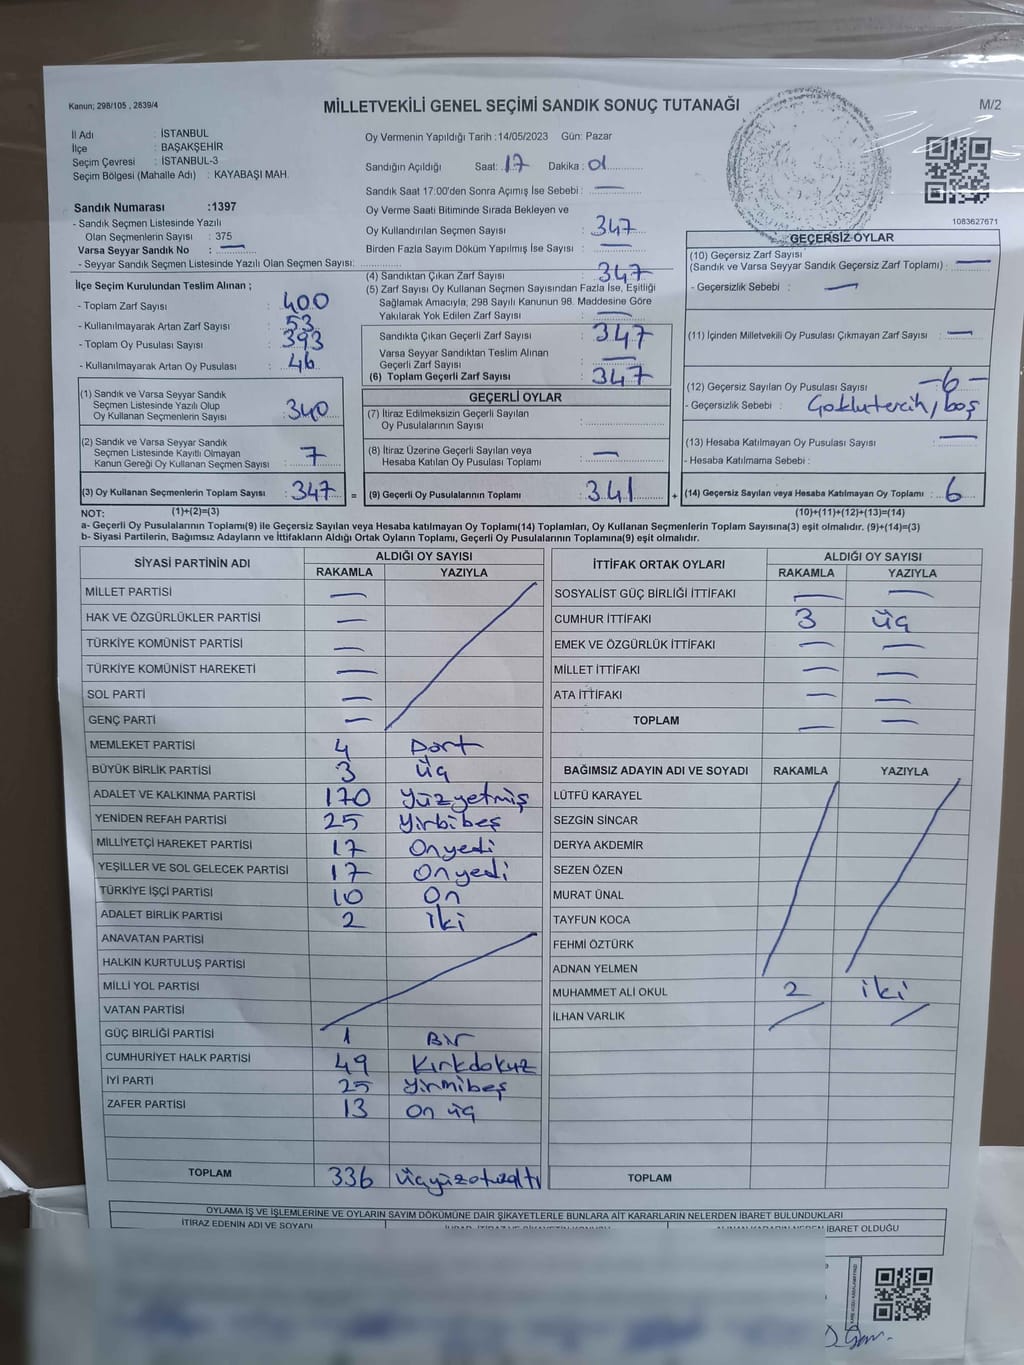 Kanun; 298/105 , 2839/4
MİLLETVEKİLİ GENEL SEÇİMİ SANDIK SONUÇ TUTANAĞI
M/2
İl Adı : İSTANBUL
İlçe : BAŞAKŞEHİR
Seçim Çevresi : İSTANBUL-3
Seçim Bölgesi (Mahalle Adı) : KAYABAŞI MAH.
Sandık Numarası :1397
- Sandık Seçmen Listesinde Yazılı
Olan Seçmenlerin Sayısı : 375
Varsa Seyyar Sandık No : —
- Seyyar Sandık Seçmen Listesinde Yazılı Olan Seçmen Sayısı:
İlçe Seçim Kurulundan Teslim Alınan ;
- Toplam Zarf Sayısı : 400
- Kullanılmayarak Artan Zarf Sayısı : 53
- Toplam Oy Pusulası Sayısı : 393
- Kullanılmayarak Artan Oy Pusulası : 46
(1) Sandık ve Varsa Seyyar Sandık
Seçmen Listesinde Yazılı Olup
Oy Kullanan Seçmenlerin Sayısı : 340
(2) Sandık ve Varsa Seyyar Sandık
Seçmen Listesinde Kayıtlı Olmayan
Kanun Gereği Oy Kullanan Seçmen Sayısı : 7
(3) Oy Kullanan Seçmenlerin Toplam Sayısı : 347 =
Oy Vermenin Yapıldığı Tarih :14/05/2023 Gün: Pazar
Sandığın Açıldığı Saat: 17 Dakika : 01
Sandık Saat 17:00'den Sonra Açımış İse Sebebi : —
Oy Verme Saati Bitiminde Sırada Bekleyen ve
Oy Kullandırılan Seçmen Sayısı : 347
Birden Fazla Sayım Döküm Yapılmış İse Sayısı : —
(4) Sandıktan Çıkan Zarf Sayısı : 347
(5) Zarf Sayısı Oy Kullanan Seçmen Sayısından Fazla İse, Eşitliği
Sağlamak Amacıyla; 298 Sayılı Kanunun 98. Maddesine Göre
Yakılarak Yok Edilen Zarf Sayısı : —
Sandıkta Çıkan Geçerli Zarf Sayısı : 347
Varsa Seyyar Sandıktan Teslim Alınan
Geçerli Zarf Sayısı : —
(6) Toplam Geçerli Zarf Sayısı : 347
GEÇERLİ OYLAR
(7) İtiraz Edilmeksizin Geçerli Sayılan
Oy Pusulalarının Sayısı :
(8) İtiraz Üzerine Geçerli Sayılan veya
Hesaba Katılan Oy Pusulası Toplamı : —
(9) Geçerli Oy Pusulalarının Toplamı : 341 +
1083627671
GEÇERSİZ OYLAR
(10) Geçersiz Zarf Sayısı
(Sandık ve Varsa Seyyar Sandık Geçersiz Zarf Toplamı) : —
- Geçersizlik Sebebi : —
(11) İçinden Milletvekili Oy Pusulası Çıkmayan Zarf Sayısı : —
(12) Geçersiz Sayılan Oy Pusulası Sayısı : -6-
- Geçersizlik Sebebi : Çoklutercih/boş
(13) Hesaba Katılmayan Oy Pusulası Sayısı : —
- Hesaba Katılmama Sebebi :
(14) Geçersiz Sayılan veya Hesaba Katılmayan Oy Toplamı : 6
NOT: (1)+(2)=(3) (10)+(11)+(12)+(13)=(14)
a- Geçerli Oy Pusulalarının Toplamı(9) ile Geçersiz Sayılan veya Hesaba katılmayan Oy Toplamı(14) Toplamları, Oy Kullanan Seçmenlerin Toplam Sayısına(3) eşit olmalıdır. (9)+(14)=(3)
b- Siyasi Partilerin, Bağımsız Adayların ve İttifakların Aldığı Ortak Oyların Toplamı, Geçerli Oy Pusulalarının Toplamına(9) eşit olmalıdır.
SİYASİ PARTİNİN ADI ALDIĞI OY SAYISI
RAKAMLA YAZIYLA
MİLLET PARTİSİ —
HAK VE ÖZGÜRLÜKLER PARTİSİ —
TÜRKİYE KOMÜNİST PARTİSİ —
TÜRKİYE KOMÜNİST HAREKETİ —
SOL PARTİ —
GENÇ PARTİ —
MEMLEKET PARTİSİ 4 Dört
BÜYÜK BİRLİK PARTİSİ 3 üç
ADALET VE KALKINMA PARTİSİ 170 Yüzyetmiş
YENİDEN REFAH PARTİSİ 25 Yirbibeş
MİLLİYETÇİ HAREKET PARTİSİ 17 Onyedi
YEŞİLLER VE SOL GELECEK PARTİSİ 17 Onyedi
TÜRKİYE İŞÇİ PARTİSİ 10 On
ADALET BİRLİK PARTİSİ 2 iki
ANAVATAN PARTİSİ
HALKIN KURTULUŞ PARTİSİ
MİLLİ YOL PARTİSİ
VATAN PARTİSİ
GÜÇ BİRLİĞİ PARTİSİ 1 Bir
CUMHURİYET HALK PARTİSİ 49 Kırkdokuz
İYİ PARTİ 25 Yirmibeş
ZAFER PARTİSİ 13 On üç
TOPLAM 336 üçyüzotuzaltı
İTTİFAK ORTAK OYLARI ALDIĞI OY SAYISI
RAKAMLA YAZIYLA
SOSYALİST GÜÇ BİRLİĞİ İTTİFAKI — —
CUMHUR İTTİFAKI 3 üç
EMEK VE ÖZGÜRLÜK İTTİFAKI — —
MİLLET İTTİFAKI — —
ATA İTTİFAKI — —
TOPLAM — —
BAĞIMSIZ ADAYIN ADI VE SOYADI RAKAMLA YAZIYLA
LÜTFÜ KARAYEL
SEZGİN SİNCAR
DERYA AKDEMİR
SEZEN ÖZEN
MURAT ÜNAL
TAYFUN KOCA
FEHMİ ÖZTÜRK
ADNAN YELMEN
MUHAMMET ALİ OKUL 2 iki
İLHAN VARLIK
TOPLAM
OYLAMA İŞ VE İŞLEMLERİNE VE OYLARIN SAYIM DÖKÜMÜNE DAİR ŞİKAYETLERLE BUNLARA AİT KARARLARIN NELERDEN İBARET BULUNDUKLARI
İTİRAZ EDENİN ADI VE SOYADI
İBARET OLDUĞU